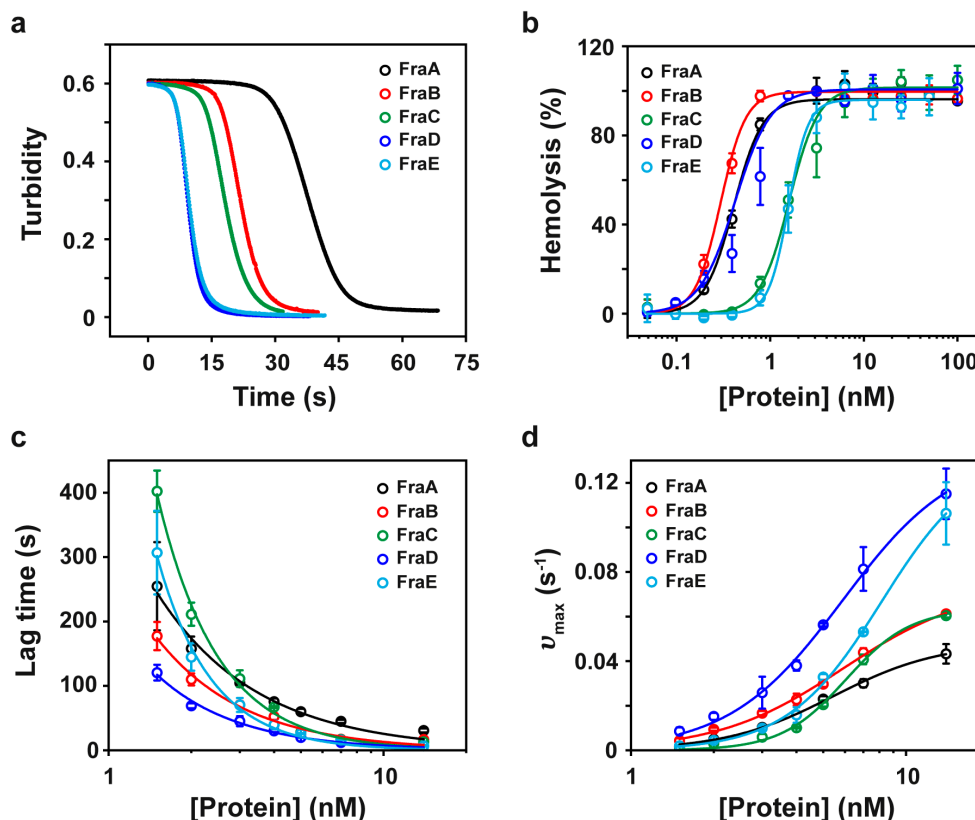 a
0.6
0.4
0.2
0
Turbidity
0 15 30 45 60 75
Time (s)
FraA
FraB
FraC
FraD
FraE
b
120
80
40
0
Hemolysis (%)
0.1 1 10 100
[Protein] (nM)
FraA
FraB
FraC
FraD
FraE
c
400
300
200
100
0
Lag time (s)
1 10
[Protein] (nM)
FraA
FraB
FraC
FraD
FraE
d
0.12
0.08
0.04
0
υmax (s⁻¹)
1 10
[Protein] (nM)
FraA
FraB
FraC
FraD
FraE